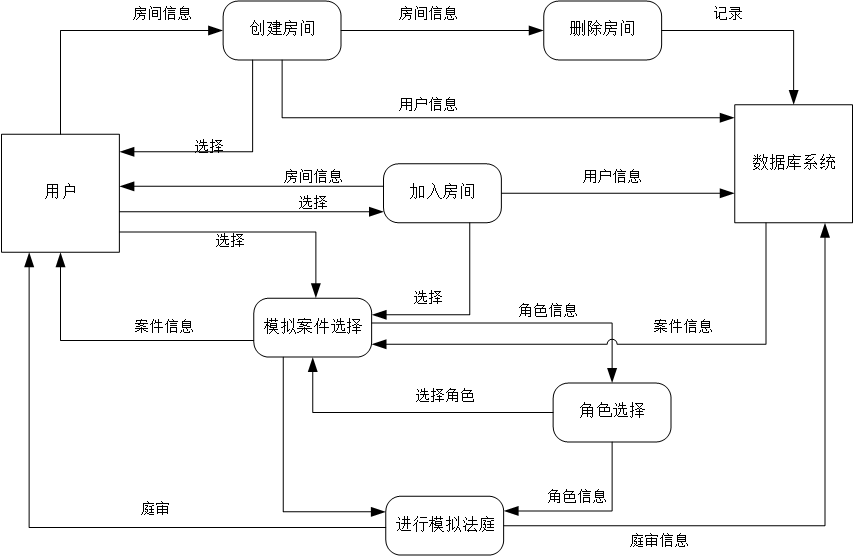 房间信息
创建房间
房间信息
删除房间
记录
用户信息
选择
用户
数据库系统
房间信息
加入房间
用户信息
选择
选择
选择
模拟案件选择
角色信息
案件信息
案件信息
选择角色
角色选择
角色信息
庭审
进行模拟法庭
庭审信息